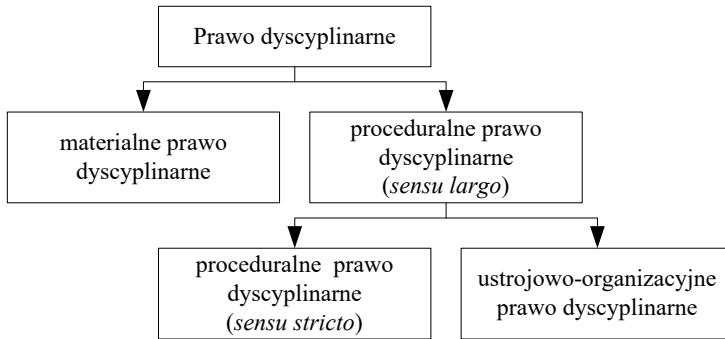 Prawo dyscyplinarne
materialne prawo
dyscyplinarne
proceduralne prawo
dyscyplinarne
(sensu largo)
proceduralne prawo
dyscyplinarne
(sensu stricto)
ustrojowo-organizacyjne
prawo dyscyplinarne